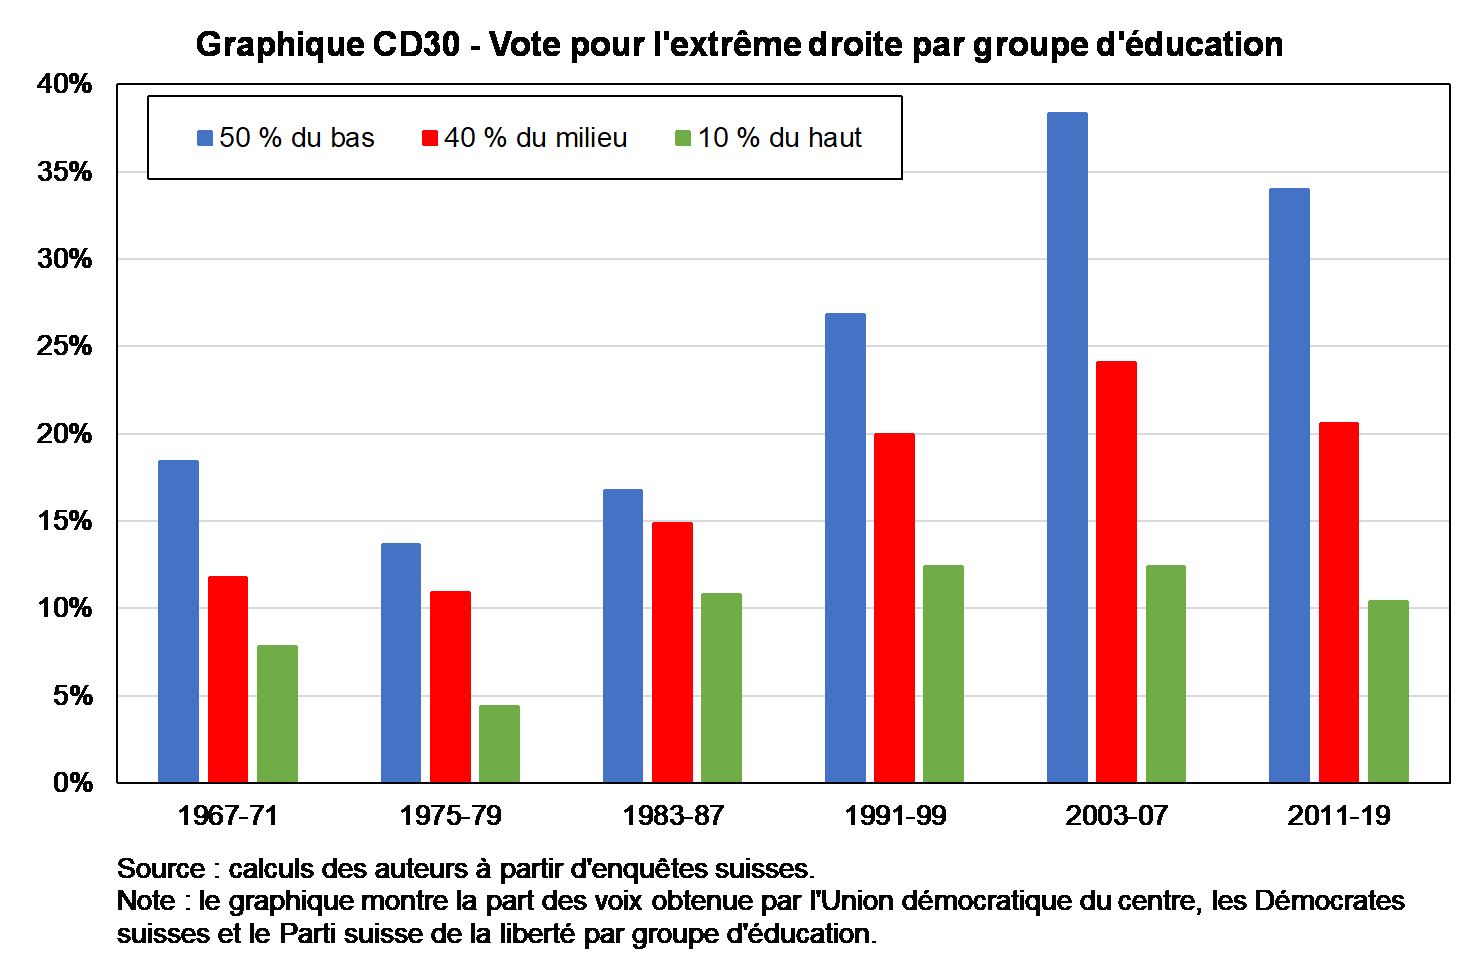 Graphique CD30 - Vote pour l'extrême droite par groupe d'éducation
40%
35%
30%
25%
20%
15%
10%
5%
0%
50 % du bas
40 % du milieu
10 % du haut
1967-71
1975-79
1983-87
1991-99
2003-07
2011-19
Source : calculs des auteurs à partir d'enquêtes suisses.
Note : le graphique montre la part des voix obtenue par l'Union démocratique du centre, les Démocrates
suisses et le Parti suisse de la liberté par groupe d'éducation.